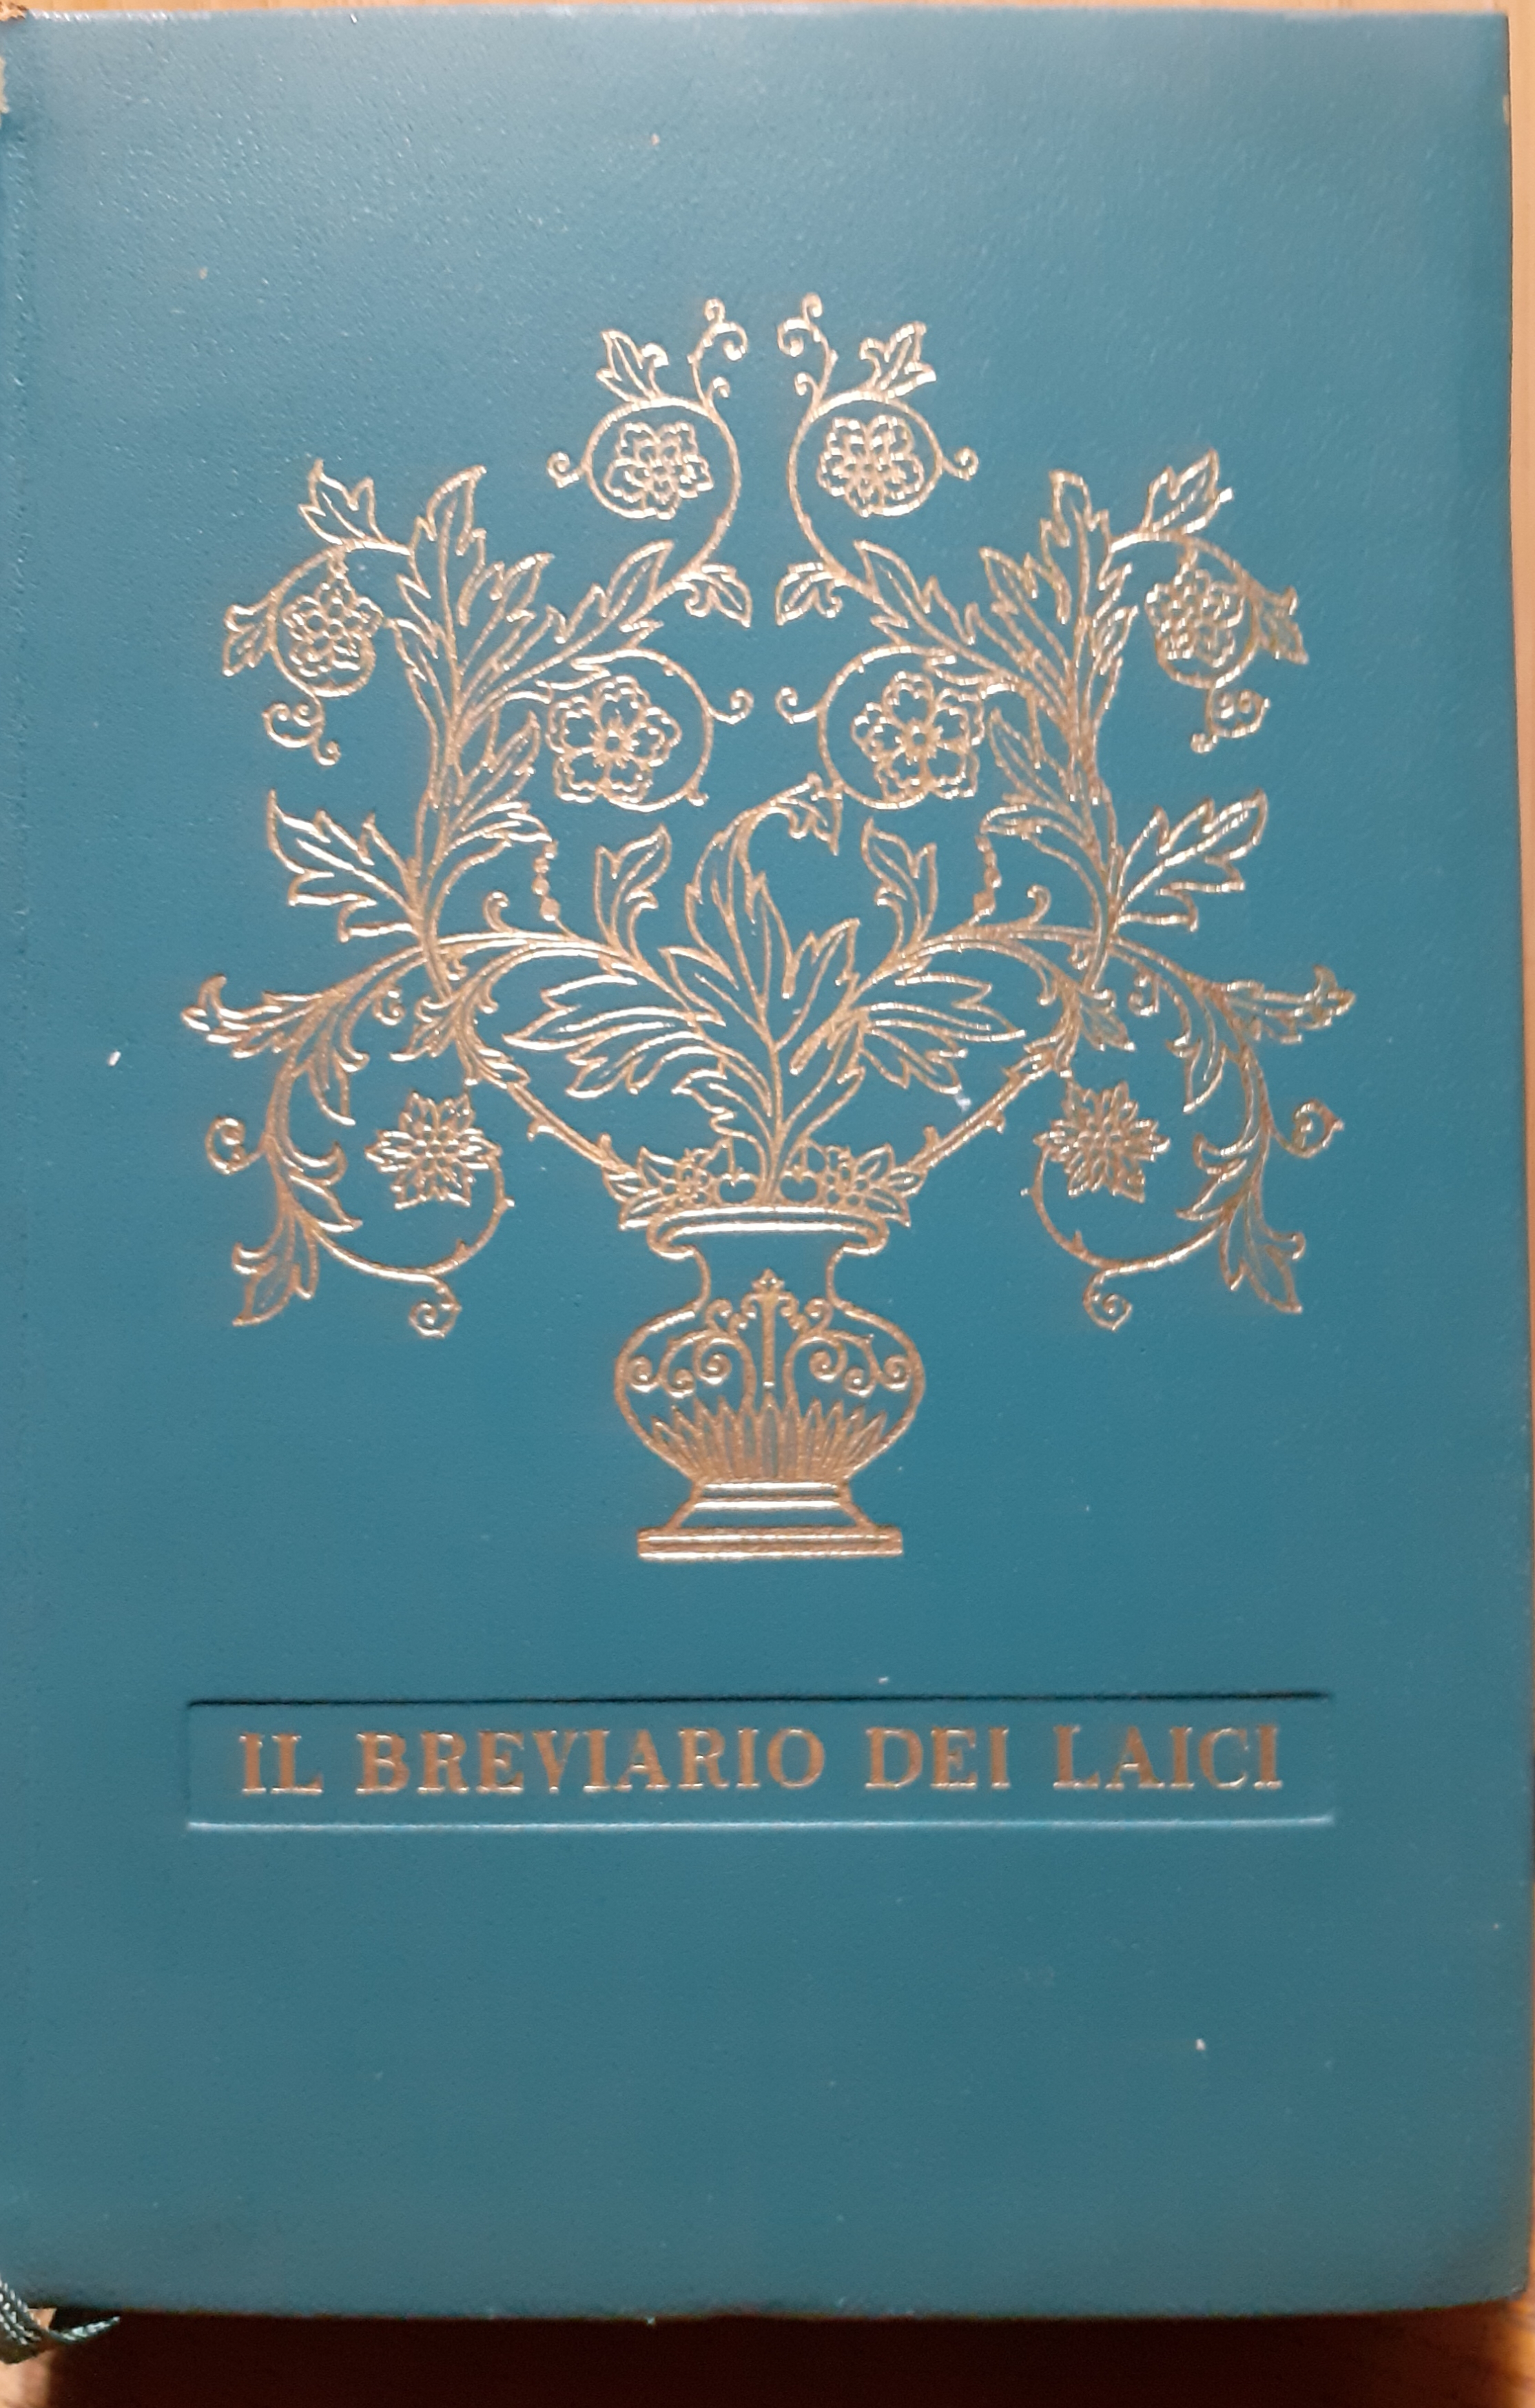 IL BREVIARIO DEI LAICI